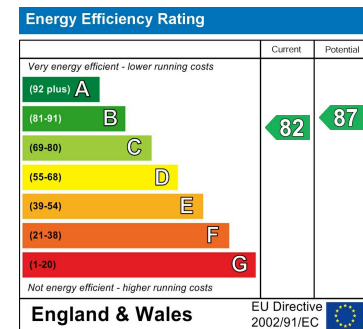 Energy Efficiency Rating
Current Potential
Very energy efficient - lower running costs
(92 plus) A
(81-91) B
82 87
(69-80) C
(55-68) D
(39-54) E
(21-38) F
(1-20) G
Not energy efficient - higher running costs
England & Wales
EU Directive
2002/91/EC